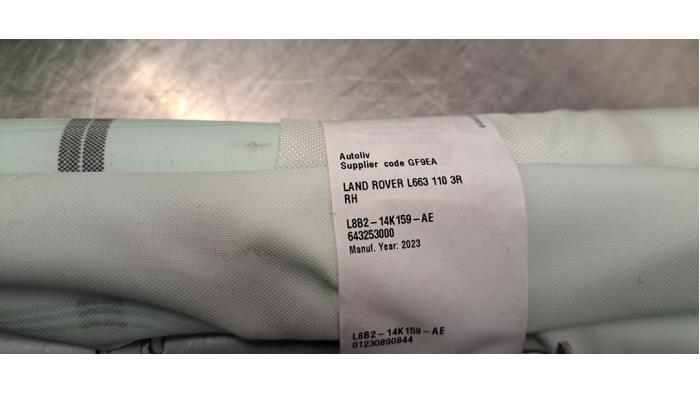 Autoliv
Supplier code GF9EA
LAND ROVER L663 110 3R
RH
L8B2-14K159-AE
643253000
Manuf. Year: 2023
L8B2-14K159-AE
01230890844